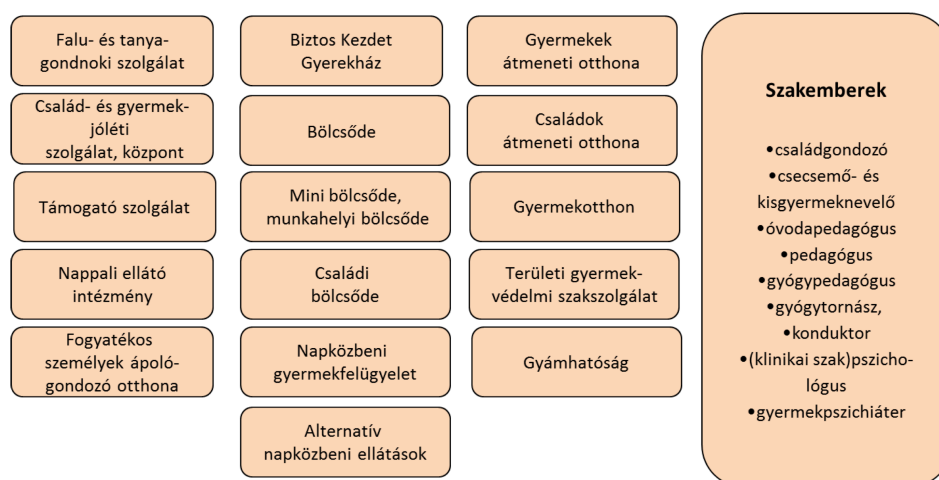 Falu- és tanya-
gondnoki szolgálat
Család- és gyermek-
jóléti
szolgálat, központ
Támogató szolgálat
Nappali ellátó
intézmény
Fogyatékos
személyek ápoló-
gondozó otthona
Biztos Kezdet
Gyerekház
Bölcsőde
Mini bölcsőde,
munkahelyi bölcsőde
Családi
bölcsőde
Napközbeni
gyermekfelügyelet
Alternatív
napközbeni ellátások
Gyermekek
átmeneti otthona
Családok
átmeneti otthona
Gyermekotthon
Területi gyermek-
védelmi szakszolgálat
Gyámhatóság
Szakemberek
•családgondozó
•csecsemő- és
kisgyermeknevelő
•óvodapedagógus
•pedagógus
•gyógypedagógus
•gyógytornász,
•konduktor
•(klinikai szak)pszicho-
lógus
•gyermekpszichiáter